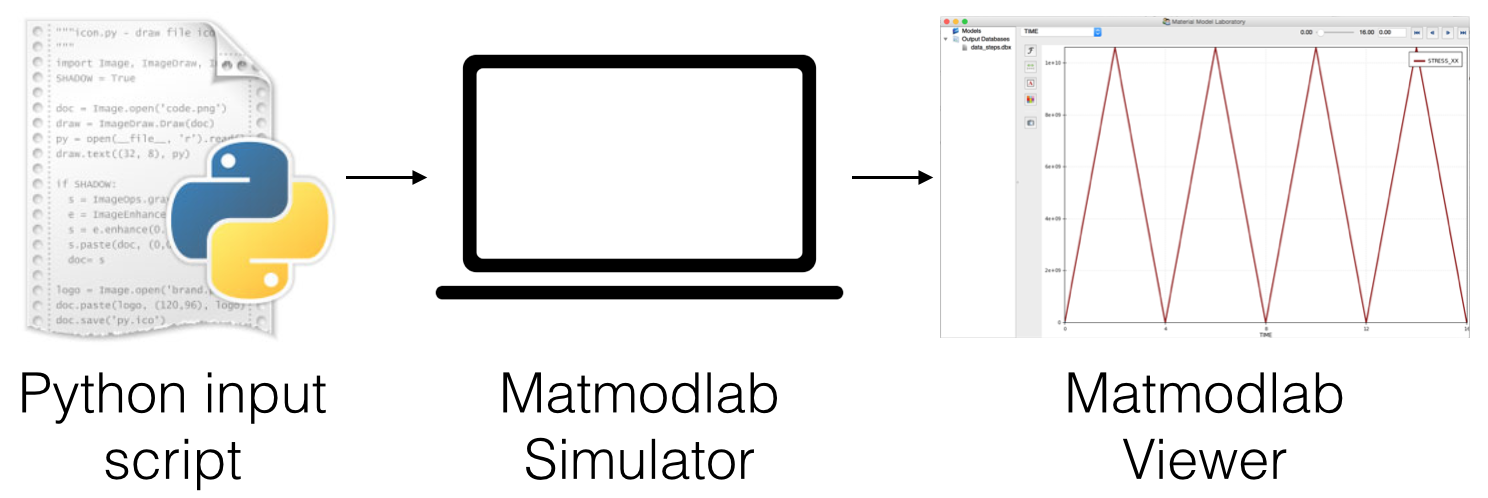 """icon.py - draw file ico
"""
import Image, ImageDraw, I
SHADOW = True
doc = Image.open('code.png')
draw = ImageDraw.Draw(doc)
py = open(__file__, 'r').read()
draw.text((32, 8), py)
if SHADOW:
s = ImageOps.gra
e = ImageEnhance
s = e.enhance(0.
s.paste(doc, (0,0
doc= s
logo = Image.open('brand.p
doc.paste(logo, (120,96), logo)
doc.save('py.ico')
Python input
script
Matmodlab
Simulator
Material Model Laboratory
Models
Output Databases
data_steps.dbx
TIME
0.00
16.00
0.00
STRESS_XX
1e+10
8e+09
6e+09
4e+09
2e+09
0
0
4
8
12
16
TIME
Matmodlab
Viewer